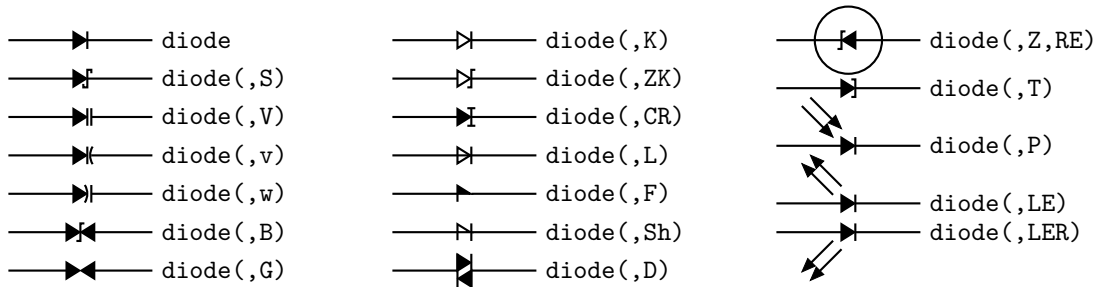 diode
diode(,S)
diode(,V)
diode(,v)
diode(,w)
diode(,B)
diode(,G)
diode(,K)
diode(,ZK)
diode(,CR)
diode(,L)
diode(,F)
diode(,Sh)
diode(,D)
diode(,Z,RE)
diode(,T)
diode(,P)
diode(,LE)
diode(,LER)